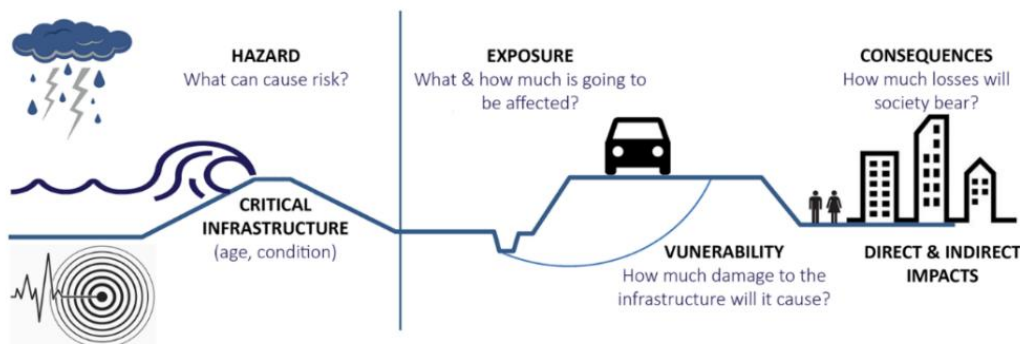 HAZARD
What can cause risk?
CRITICAL
INFRASTRUCTURE
(age, condition)
EXPOSURE
What & how much is going to
be affected?
VUNERABILITY
How much damage to the
infrastructure will it cause?
CONSEQUENCES
How much losses will
society bear?
DIRECT & INDIRECT
IMPACTS